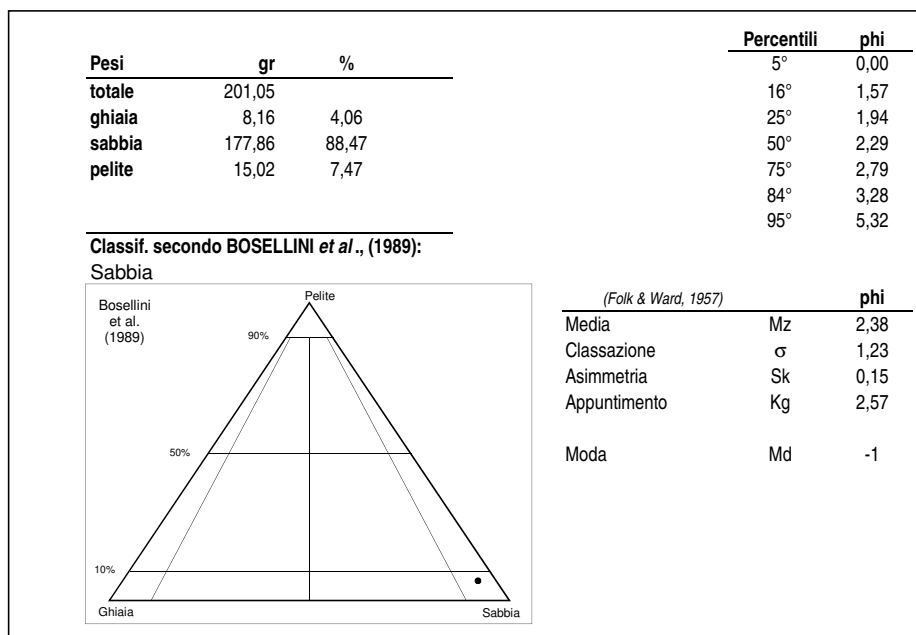 Pesi gr %
totale 201,05
ghiaia 8,16 4,06
sabbia 177,86 88,47
pelite 15,02 7,47
Percentili phi
5° 0,00
16° 1,57
25° 1,94
50° 2,29
75° 2,79
84° 3,28
95° 5,32
Classif. secondo BOSELLINI et al., (1989):
Sabbia
Bosellini
et al.
(1989)
Pelite
90%
50%
10%
Ghiaia Sabbia
(Folk & Ward, 1957) phi
Media Mz 2,38
Classazione σ 1,23
Asimmetria Sk 0,15
Appuntimento Kg 2,57
Moda Md -1